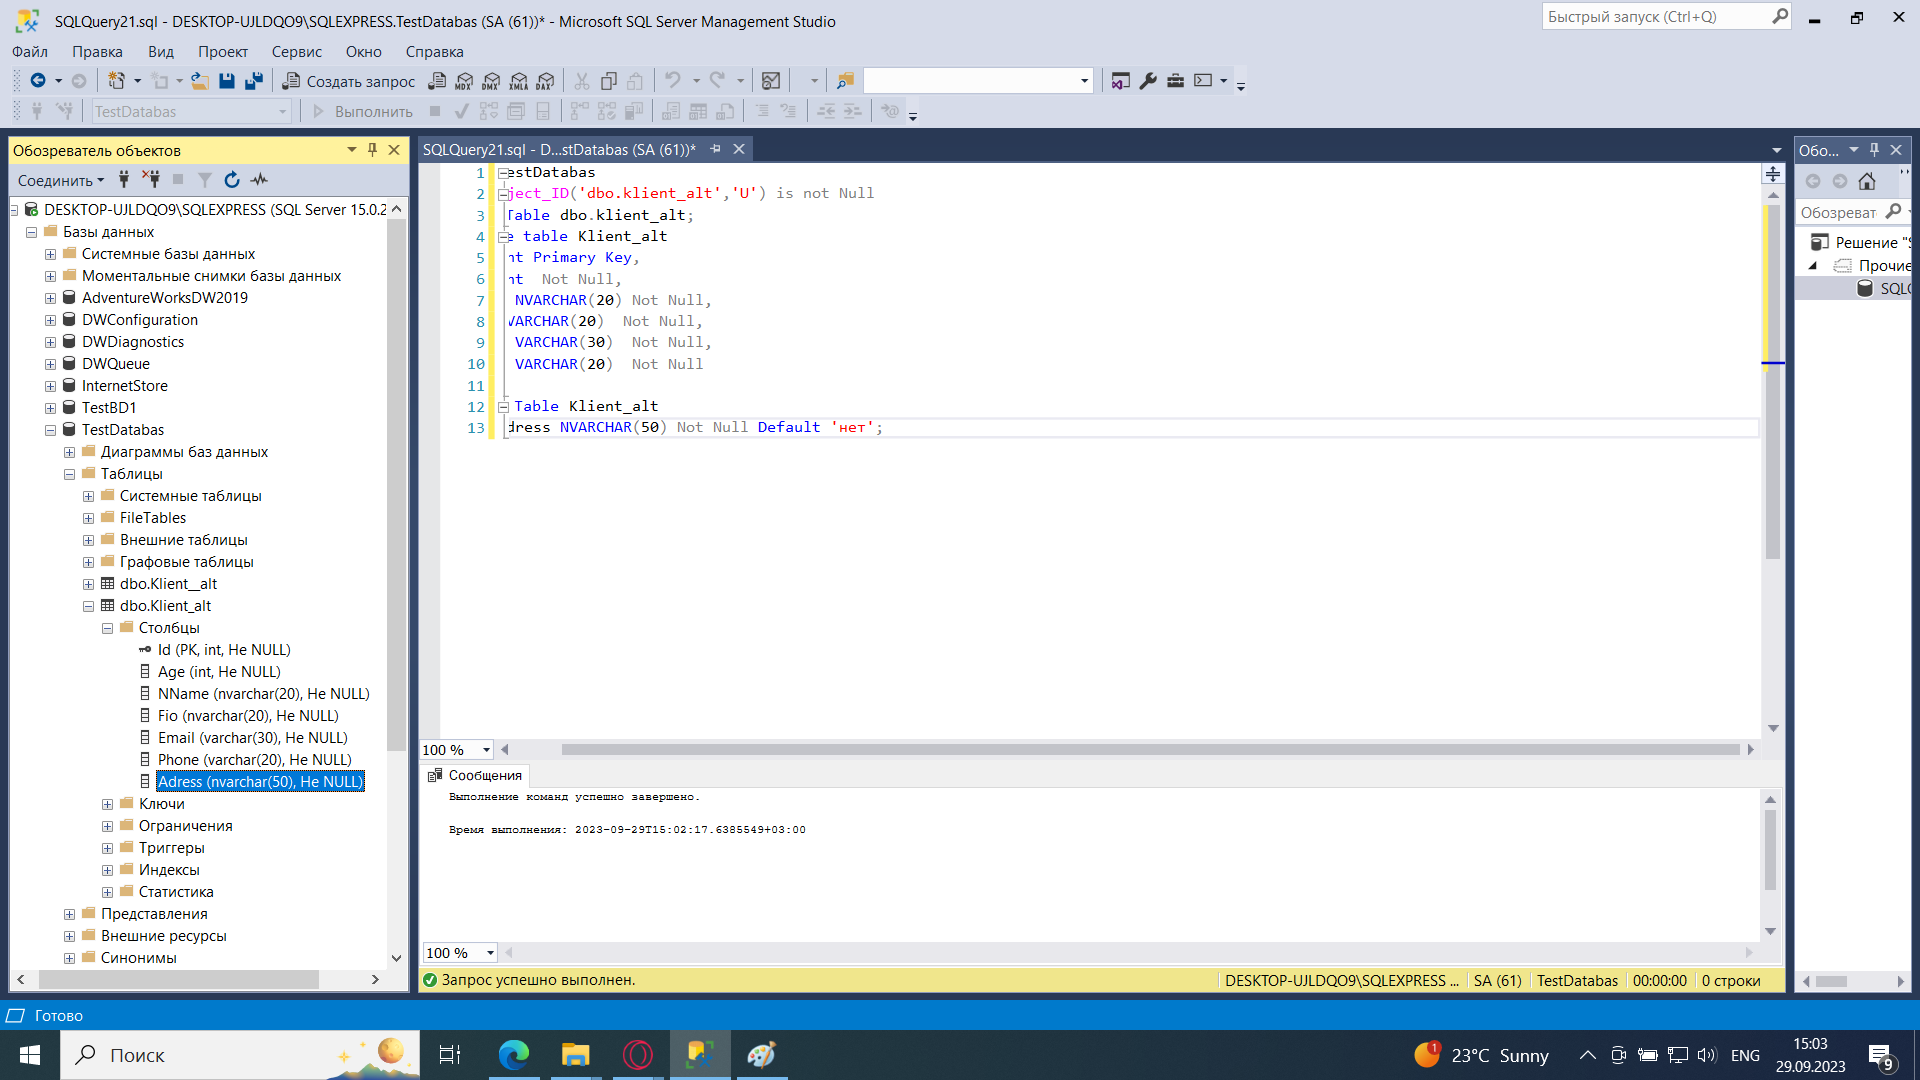 SQLQuery21.sql - DESKTOP-UJLDQO9\SQLEXPRESS.TestDatabas (SA (61))* - Microsoft SQL Server Management Studio
Быстрый запуск (Ctrl+Q)
Файл Правка Вид Проект Сервис Окно Справка
Создать запрос MDX DMX XMLA DAX
TestDatabas Выполнить
Обозреватель объектов
Соединить
DESKTOP-UJLDQO9\SQLEXPRESS (SQL Server 15.0.2
Базы данных
Системные базы данных
Моментальные снимки базы данных
AdventureWorksDW2019
DWConfiguration
DWDiagnostics
DWQueue
InternetStore
TestBD1
TestDatabas
Диаграммы баз данных
Таблицы
Системные таблицы
FileTables
Внешние таблицы
Графовые таблицы
dbo.Klient__alt
dbo.Klient_alt
Столбцы
Id (PK, int, Не NULL)
Age (int, Не NULL)
NName (nvarchar(20), Не NULL)
Fio (nvarchar(20), Не NULL)
Email (varchar(30), Не NULL)
Phone (varchar(20), Не NULL)
Adress (nvarchar(50), Не NULL)
Ключи
Ограничения
Триггеры
Индексы
Статистика
Представления
Внешние ресурсы
Синонимы
SQLQuery21.sql - D...stDatabas (SA (61))*
1 estDatabas
2 ject_ID('dbo.klient_alt','U') is not Null
3 Table dbo.klient_alt;
4 e table Klient_alt
5 nt Primary Key,
6 nt  Not Null,
7 NVARCHAR(20) Not Null,
8 VARCHAR(20)  Not Null,
9 VARCHAR(30)  Not Null,
10 VARCHAR(20)  Not Null
11
12 Table Klient_alt
13 dress NVARCHAR(50) Not Null Default 'нет';
100 %
Сообщения
Выполнение команд успешно завершено.
Время выполнения: 2023-09-29T15:02:17.6385549+03:00
100 %
Запрос успешно выполнен. DESKTOP-UJLDQO9\SQLEXPRESS ... SA (61) TestDatabas 00:00:00 0 строки
Обо...
Обозреват
Решение "S
Прочие
SQLQ
Готово
Поиск
1 23°C Sunny ENG 15:03
29.09.2023
9